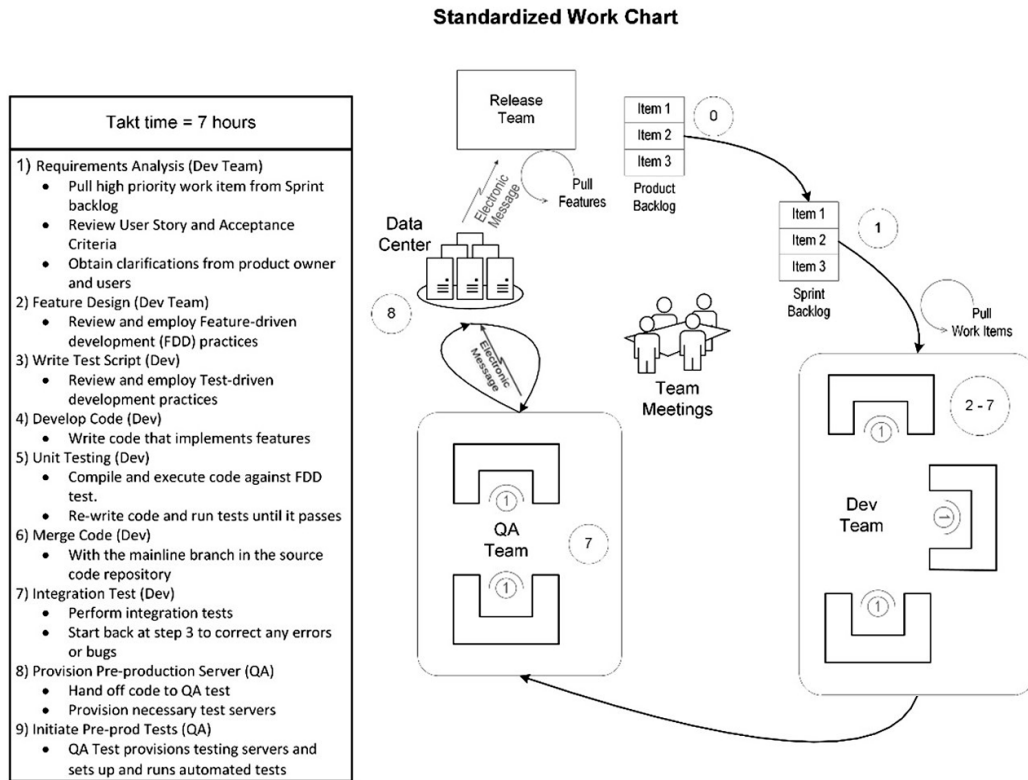 Standardized Work Chart
Takt time = 7 hours
1) Requirements Analysis (Dev Team)
• Pull high priority work item from Sprint
backlog
• Review User Story and Acceptance
Criteria
• Obtain clarifications from product owner
and users
2) Feature Design (Dev Team)
• Review and employ Feature-driven
development (FDD) practices
3) Write Test Script (Dev)
• Review and employ Test-driven
development practices
4) Develop Code (Dev)
• Write code that implements features
5) Unit Testing (Dev)
• Compile and execute code against FDD
test.
• Re-write code and run tests until it passes
6) Merge Code (Dev)
• With the mainline branch in the source
code repository
7) Integration Test (Dev)
• Perform integration tests
• Start back at step 3 to correct any errors
or bugs
8) Provision Pre-production Server (QA)
• Hand off code to QA test
• Provision necessary test servers
9) Initiate Pre-prod Tests (QA)
• QA Test provisions testing servers and
sets up and runs automated tests
Release
Team
Pull
Features
Electronic
Message
Data
Center
8
Electronic
Message
Item 1
Item 2
Item 3
Product
Backlog
0
Item 1
Item 2
Item 3
Sprint
Backlog
1
Pull
Work Items
Team
Meetings
2 - 7
1
1
1
Dev
Team
1
QA
Team
1
7